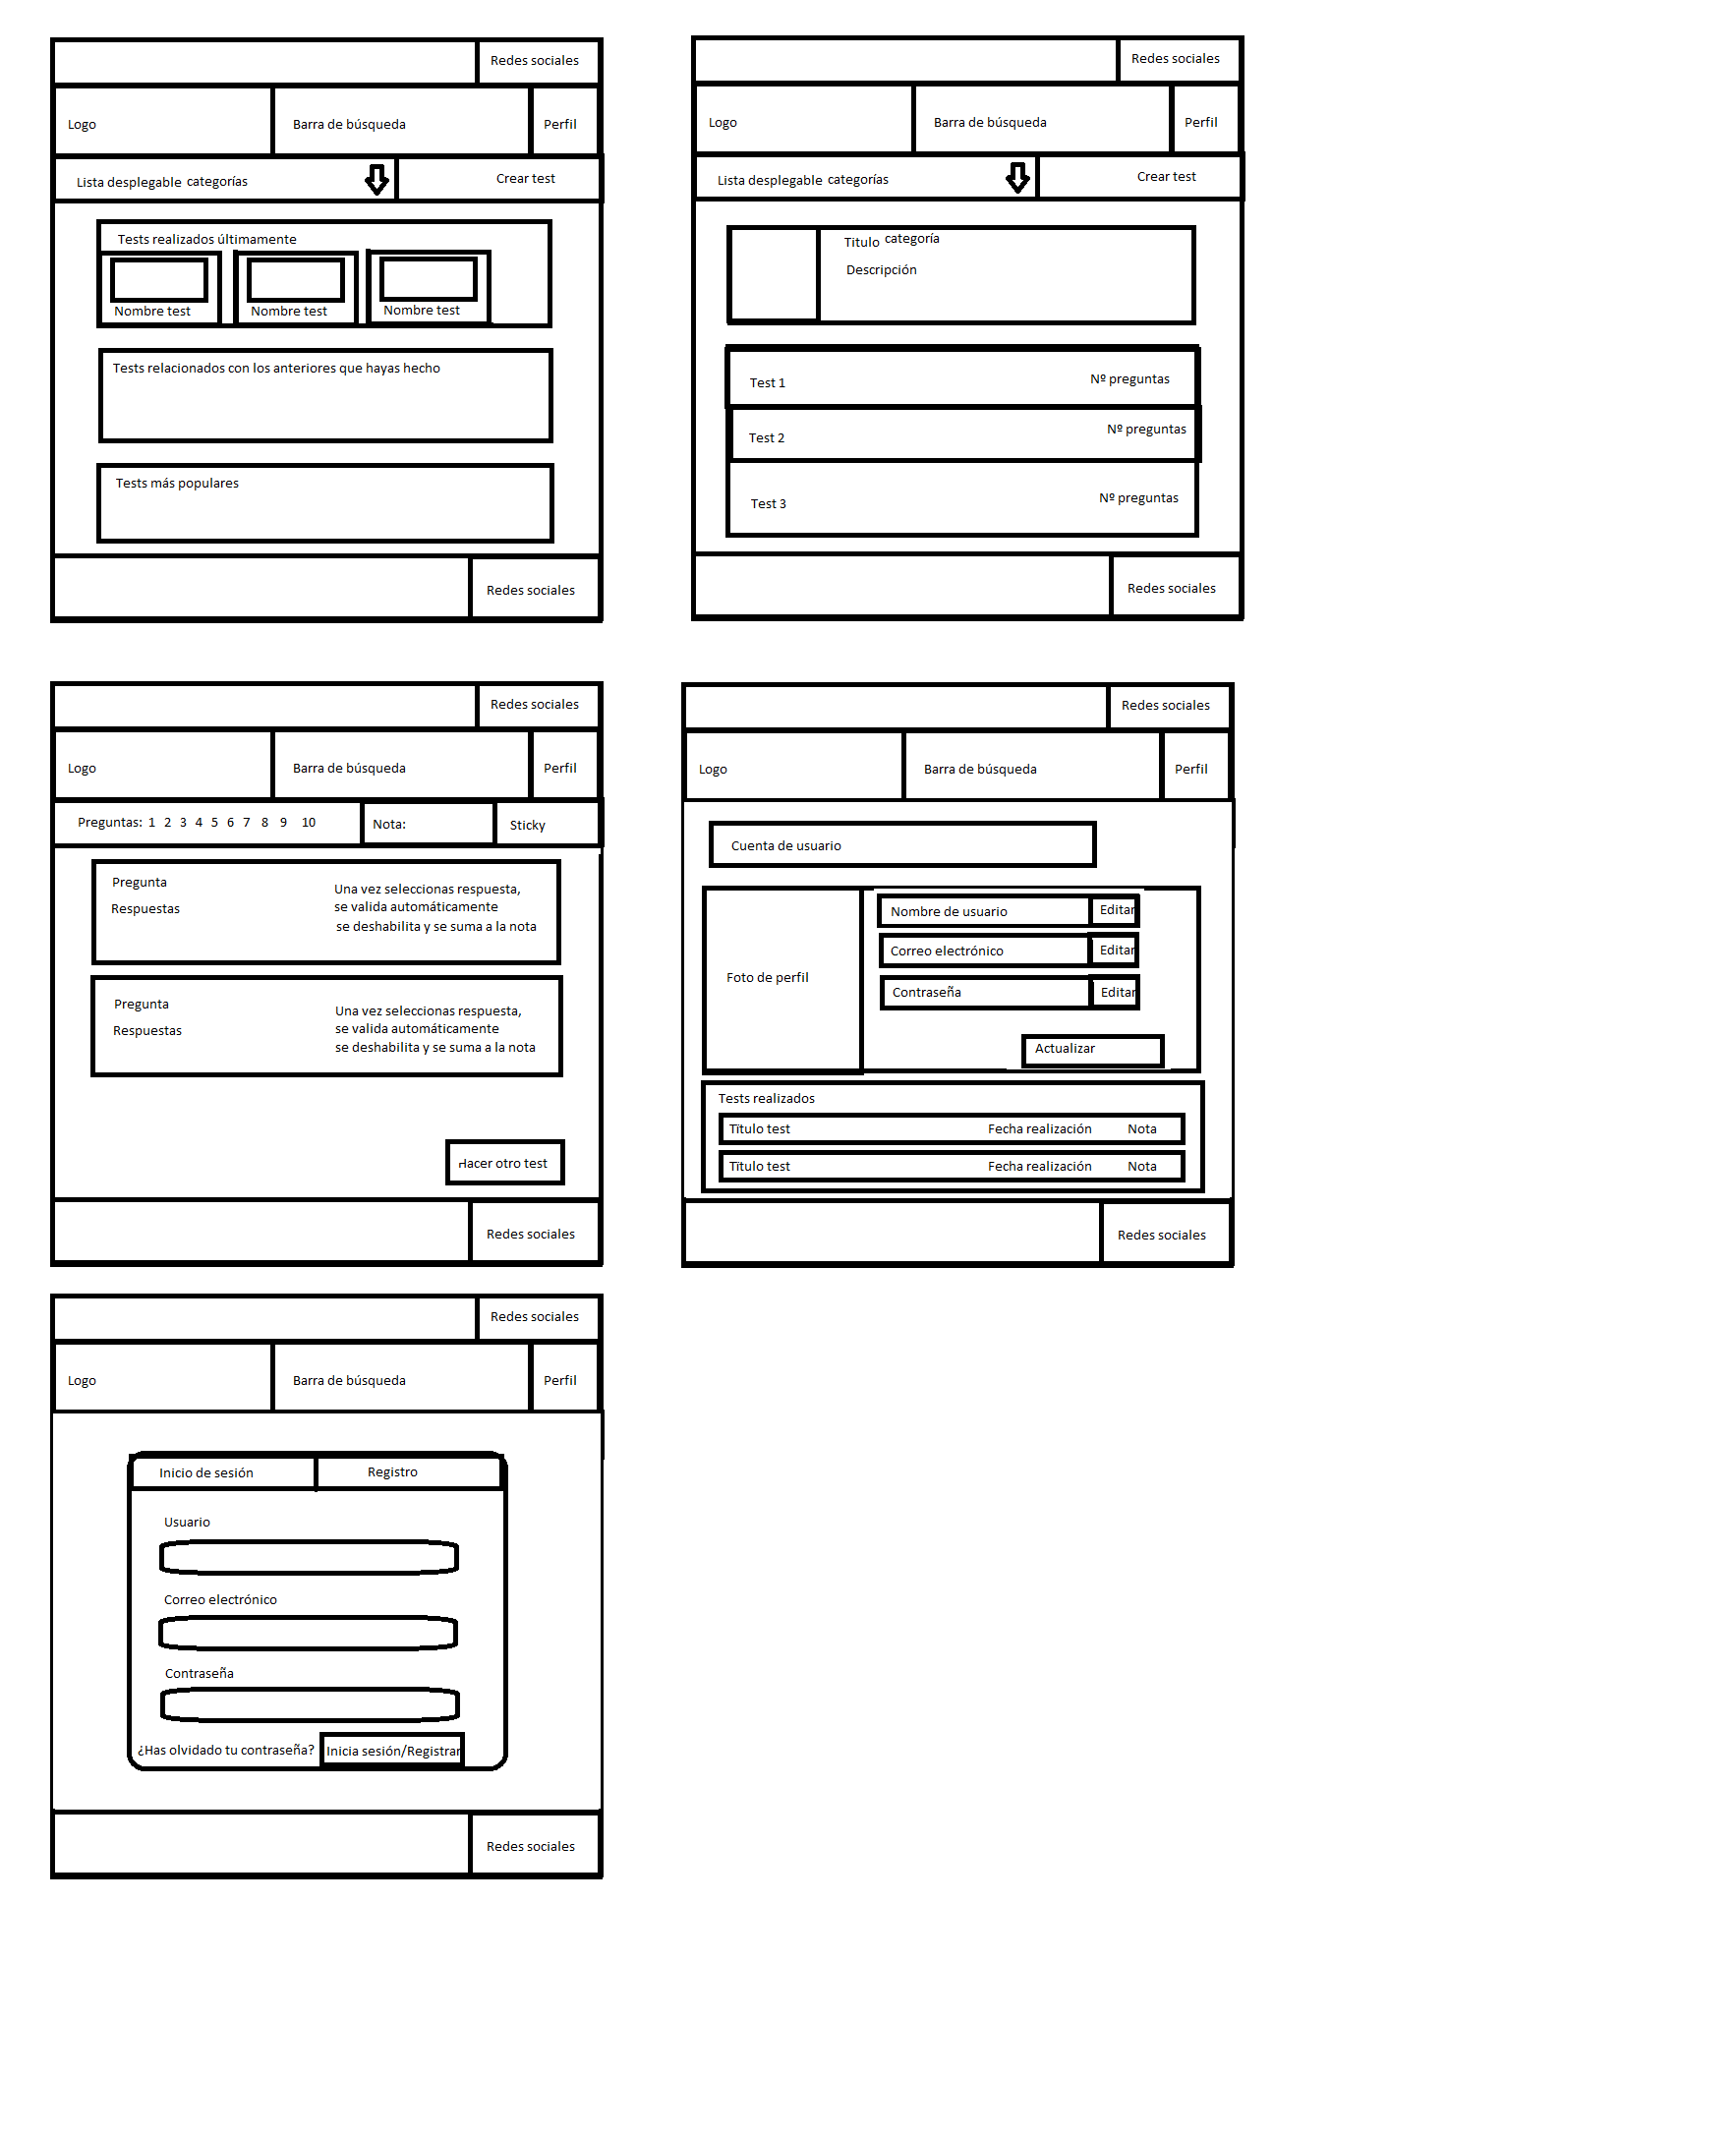 Redes sociales
Logo
Barra de búsqueda
Perfil
Lista desplegable categorías
Crear test
Tests realizados últimamente
Nombre test
Nombre test
Nombre test
Tests relacionados con los anteriores que hayas hecho
Tests más populares
Redes sociales
Redes sociales
Logo
Barra de búsqueda
Perfil
Lista desplegable categorías
Crear test
Titulo categoría
Descripción
Test 1
Nº preguntas
Test 2
Nº preguntas
Test 3
Nº preguntas
Redes sociales
Redes sociales
Logo
Barra de búsqueda
Perfil
Preguntas: 1 2 3 4 5 6 7 8 9 10
Nota:
Sticky
Pregunta
Respuestas
Una vez seleccionas respuesta,
se valida automáticamente
se deshabilita y se suma a la nota
Pregunta
Respuestas
Una vez seleccionas respuesta,
se valida automáticamente
se deshabilita y se suma a la nota
Hacer otro test
Redes sociales
Redes sociales
Logo
Barra de búsqueda
Perfil
Cuenta de usuario
Foto de perfil
Nombre de usuario
Editar
Correo electrónico
Editar
Contraseña
Editar
Actualizar
Tests realizados
Título test Fecha realización Nota
Título test Fecha realización Nota
Redes sociales
Redes sociales
Logo
Barra de búsqueda
Perfil
Inicio de sesión
Registro
Usuario
Correo electrónico
Contraseña
¿Has olvidado tu contraseña?
Inicia sesión/Registrar
Redes sociales